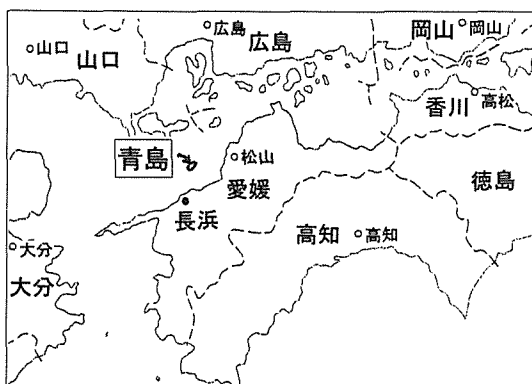 広島
広島
岡山
岡山
山口
山口
香川
高松
青島
松山
愛媛
徳島
長浜
高知
高知
大分
大分